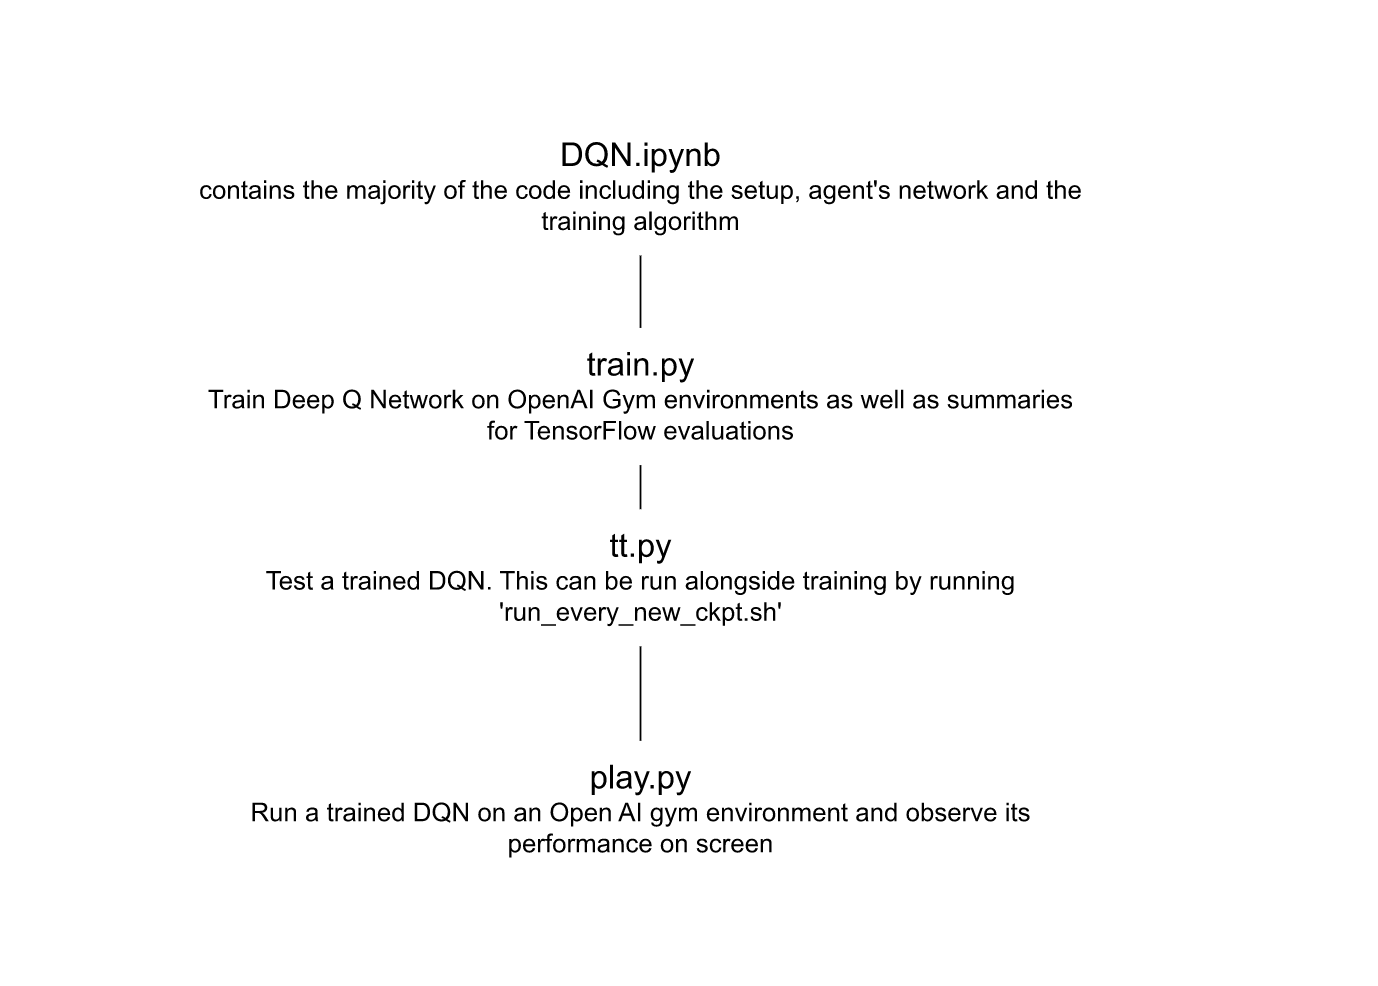 DQN.ipynb
contains the majority of the code including the setup, agent's network and the
training algorithm
train.py
Train Deep Q Network on OpenAI Gym environments as well as summaries
for TensorFlow evaluations
tt.py
Test a trained DQN. This can be run alongside training by running
'run_every_new_ckpt.sh'
play.py
Run a trained DQN on an Open AI gym environment and observe its
performance on screen